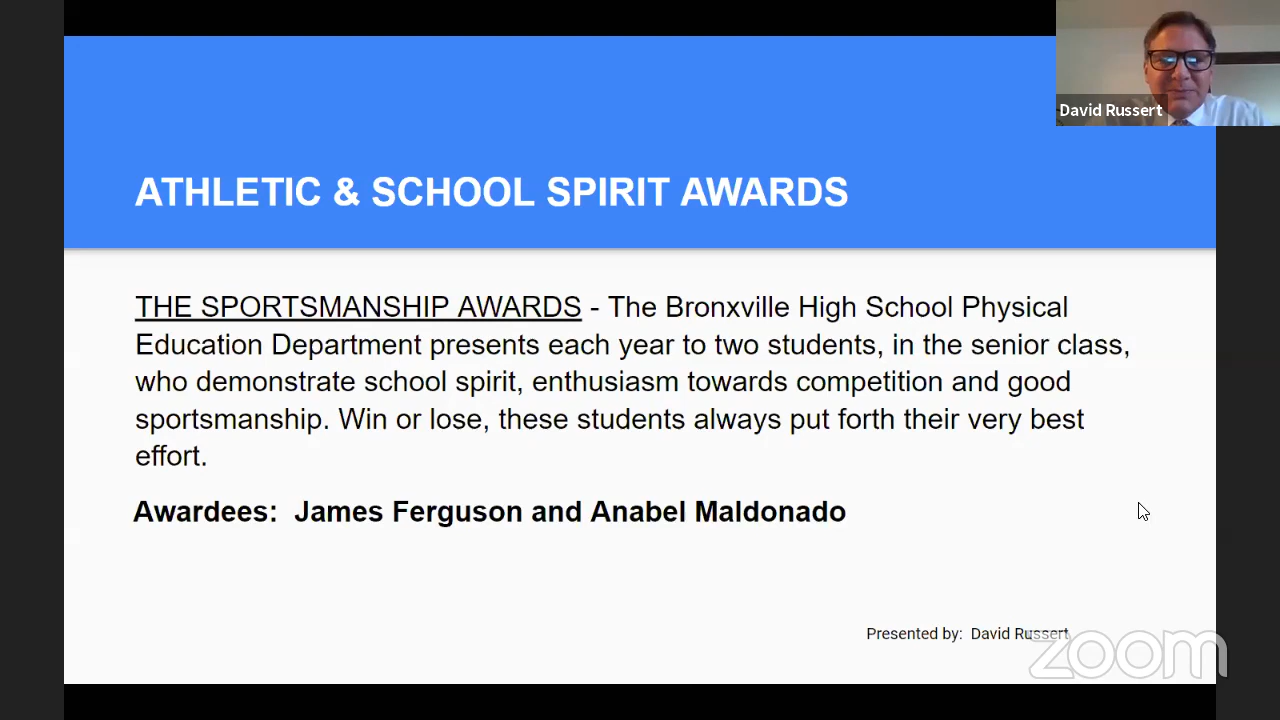 David Russert
ATHLETIC & SCHOOL SPIRIT AWARDS
THE SPORTSMANSHIP AWARDS - The Bronxville High School Physical
Education Department presents each year to two students, in the senior class,
who demonstrate school spirit, enthusiasm towards competition and good
sportsmanship. Win or lose, these students always put forth their very best
effort.
Awardees:  James Ferguson and Anabel Maldonado
Presented by:  David Russert
zoom